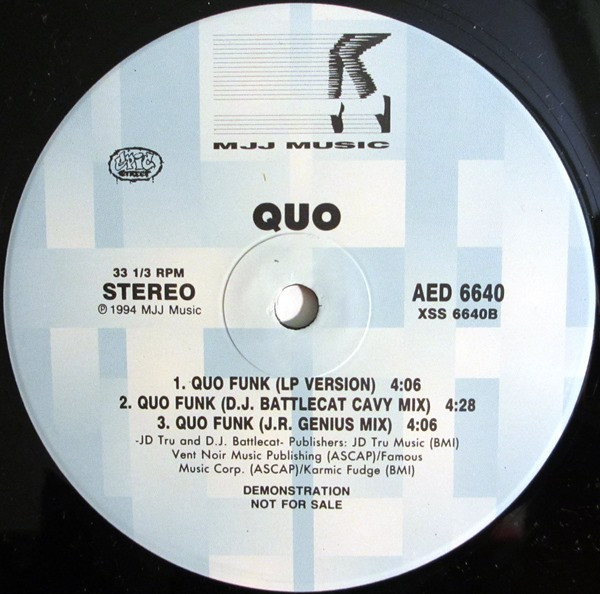 MJJ MUSIC
EPIC
STREET
QUO
33 1/3 RPM
STEREO
℗ 1994 MJJ Music
AED 6640
XSS 6640B
1. QUO FUNK (LP VERSION) 4:06
2. QUO FUNK (D.J. BATTLECAT CAVY MIX) 4:28
3. QUO FUNK (J.R. GENIUS MIX) 4:06
-JD Tru and D.J. Battlecat- Publishers: JD Tru Music (BMI)
Vent Noir Music Publishing (ASCAP)/Famous
Music Corp. (ASCAP)/Karmic Fudge (BMI)
DEMONSTRATION
NOT FOR SALE